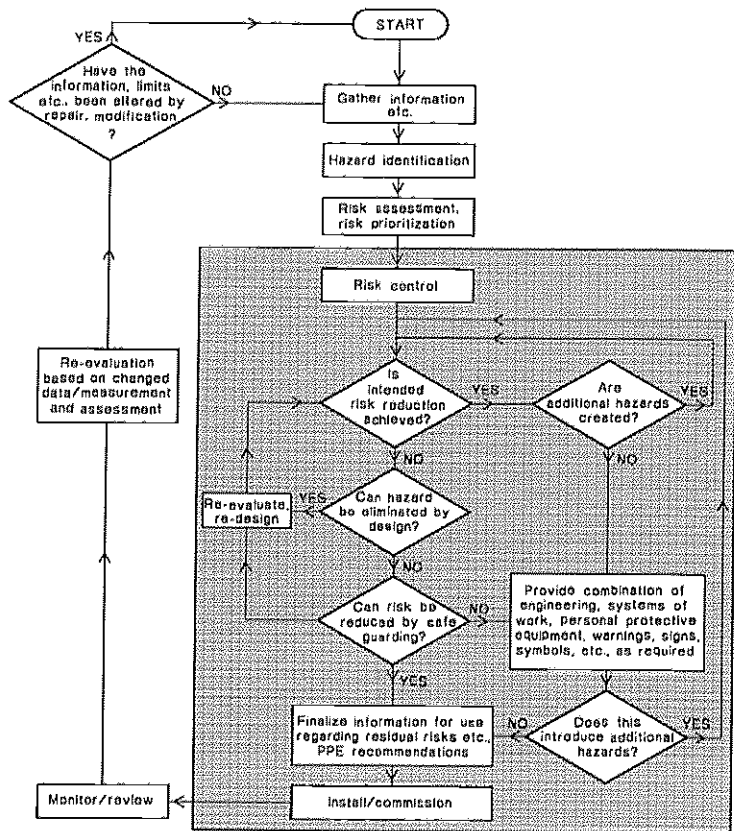 START
YES
Have the
information, limits
etc., been altered by
repair, modification
?
NO
Gather information
etc.
Hazard identification
Risk assessment,
risk prioritization
Risk control
Re-evaluation
based on changed
data/measurement
and assessment
Is
intended
risk reduction
achieved?
YES
Are
additional hazards
created?
YES
NO
NO
Re-evaluate,
re-design
YES
Can hazard
be eliminated by
design?
NO
Can risk be
reduced by safe
guarding?
NO
Provide combination of
engineering, systems of
work, personal protective
equipment, warnings, signs,
symbols, etc., as required
YES
Finalize information for use
regarding residual risks etc.,
PPE recommendations
NO
Does this
introduce additional
hazards?
YES
Monitor/review
Install/commission